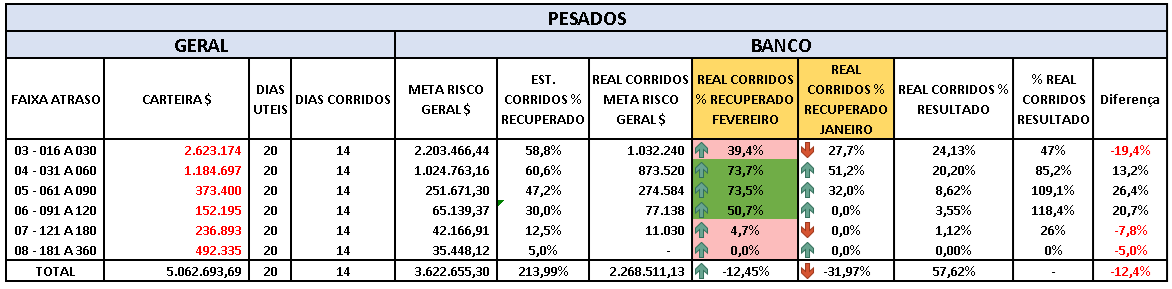 PESADOS
GERAL BANCO
FAIXA ATRASO CARTEIRA $ DIAS UTEIS DIAS CORRIDOS META RISCO GERAL $ EST. CORRIDOS % RECUPERADO REAL CORRIDOS META RISCO GERAL $ REAL CORRIDOS % RECUPERADO FEVEREIRO REAL CORRIDOS % RECUPERADO JANEIRO REAL CORRIDOS % RESULTADO % REAL CORRIDOS RESULTADO Diferença
03 - 016 A 030 2.623.174 20 14 2.203.466,44 58,8% 1.032.240 39,4% 27,7% 24,13% 47% -19,4%
04 - 031 A 060 1.184.697 20 14 1.024.763,16 60,6% 873.520 73,7% 51,2% 20,20% 85,2% 13,2%
05 - 061 A 090 373.400 20 14 251.671,30 47,2% 274.584 73,5% 32,0% 8,62% 109,1% 26,4%
06 - 091 A 120 152.195 20 14 65.139,37 30,0% 77.138 50,7% 0,0% 3,55% 118,4% 20,7%
07 - 121 A 180 236.893 20 14 42.166,91 12,5% 11.030 4,7% 0,0% 1,12% 26% -7,8%
08 - 181 A 360 492.335 20 14 35.448,12 5,0% - 0,0% 0,0% 0,00% 0% -5,0%
TOTAL 5.062.693,69 20 14 3.622.655,30 213,99% 2.268.511,13 -12,45% -31,97% 57,62% - -12,4%